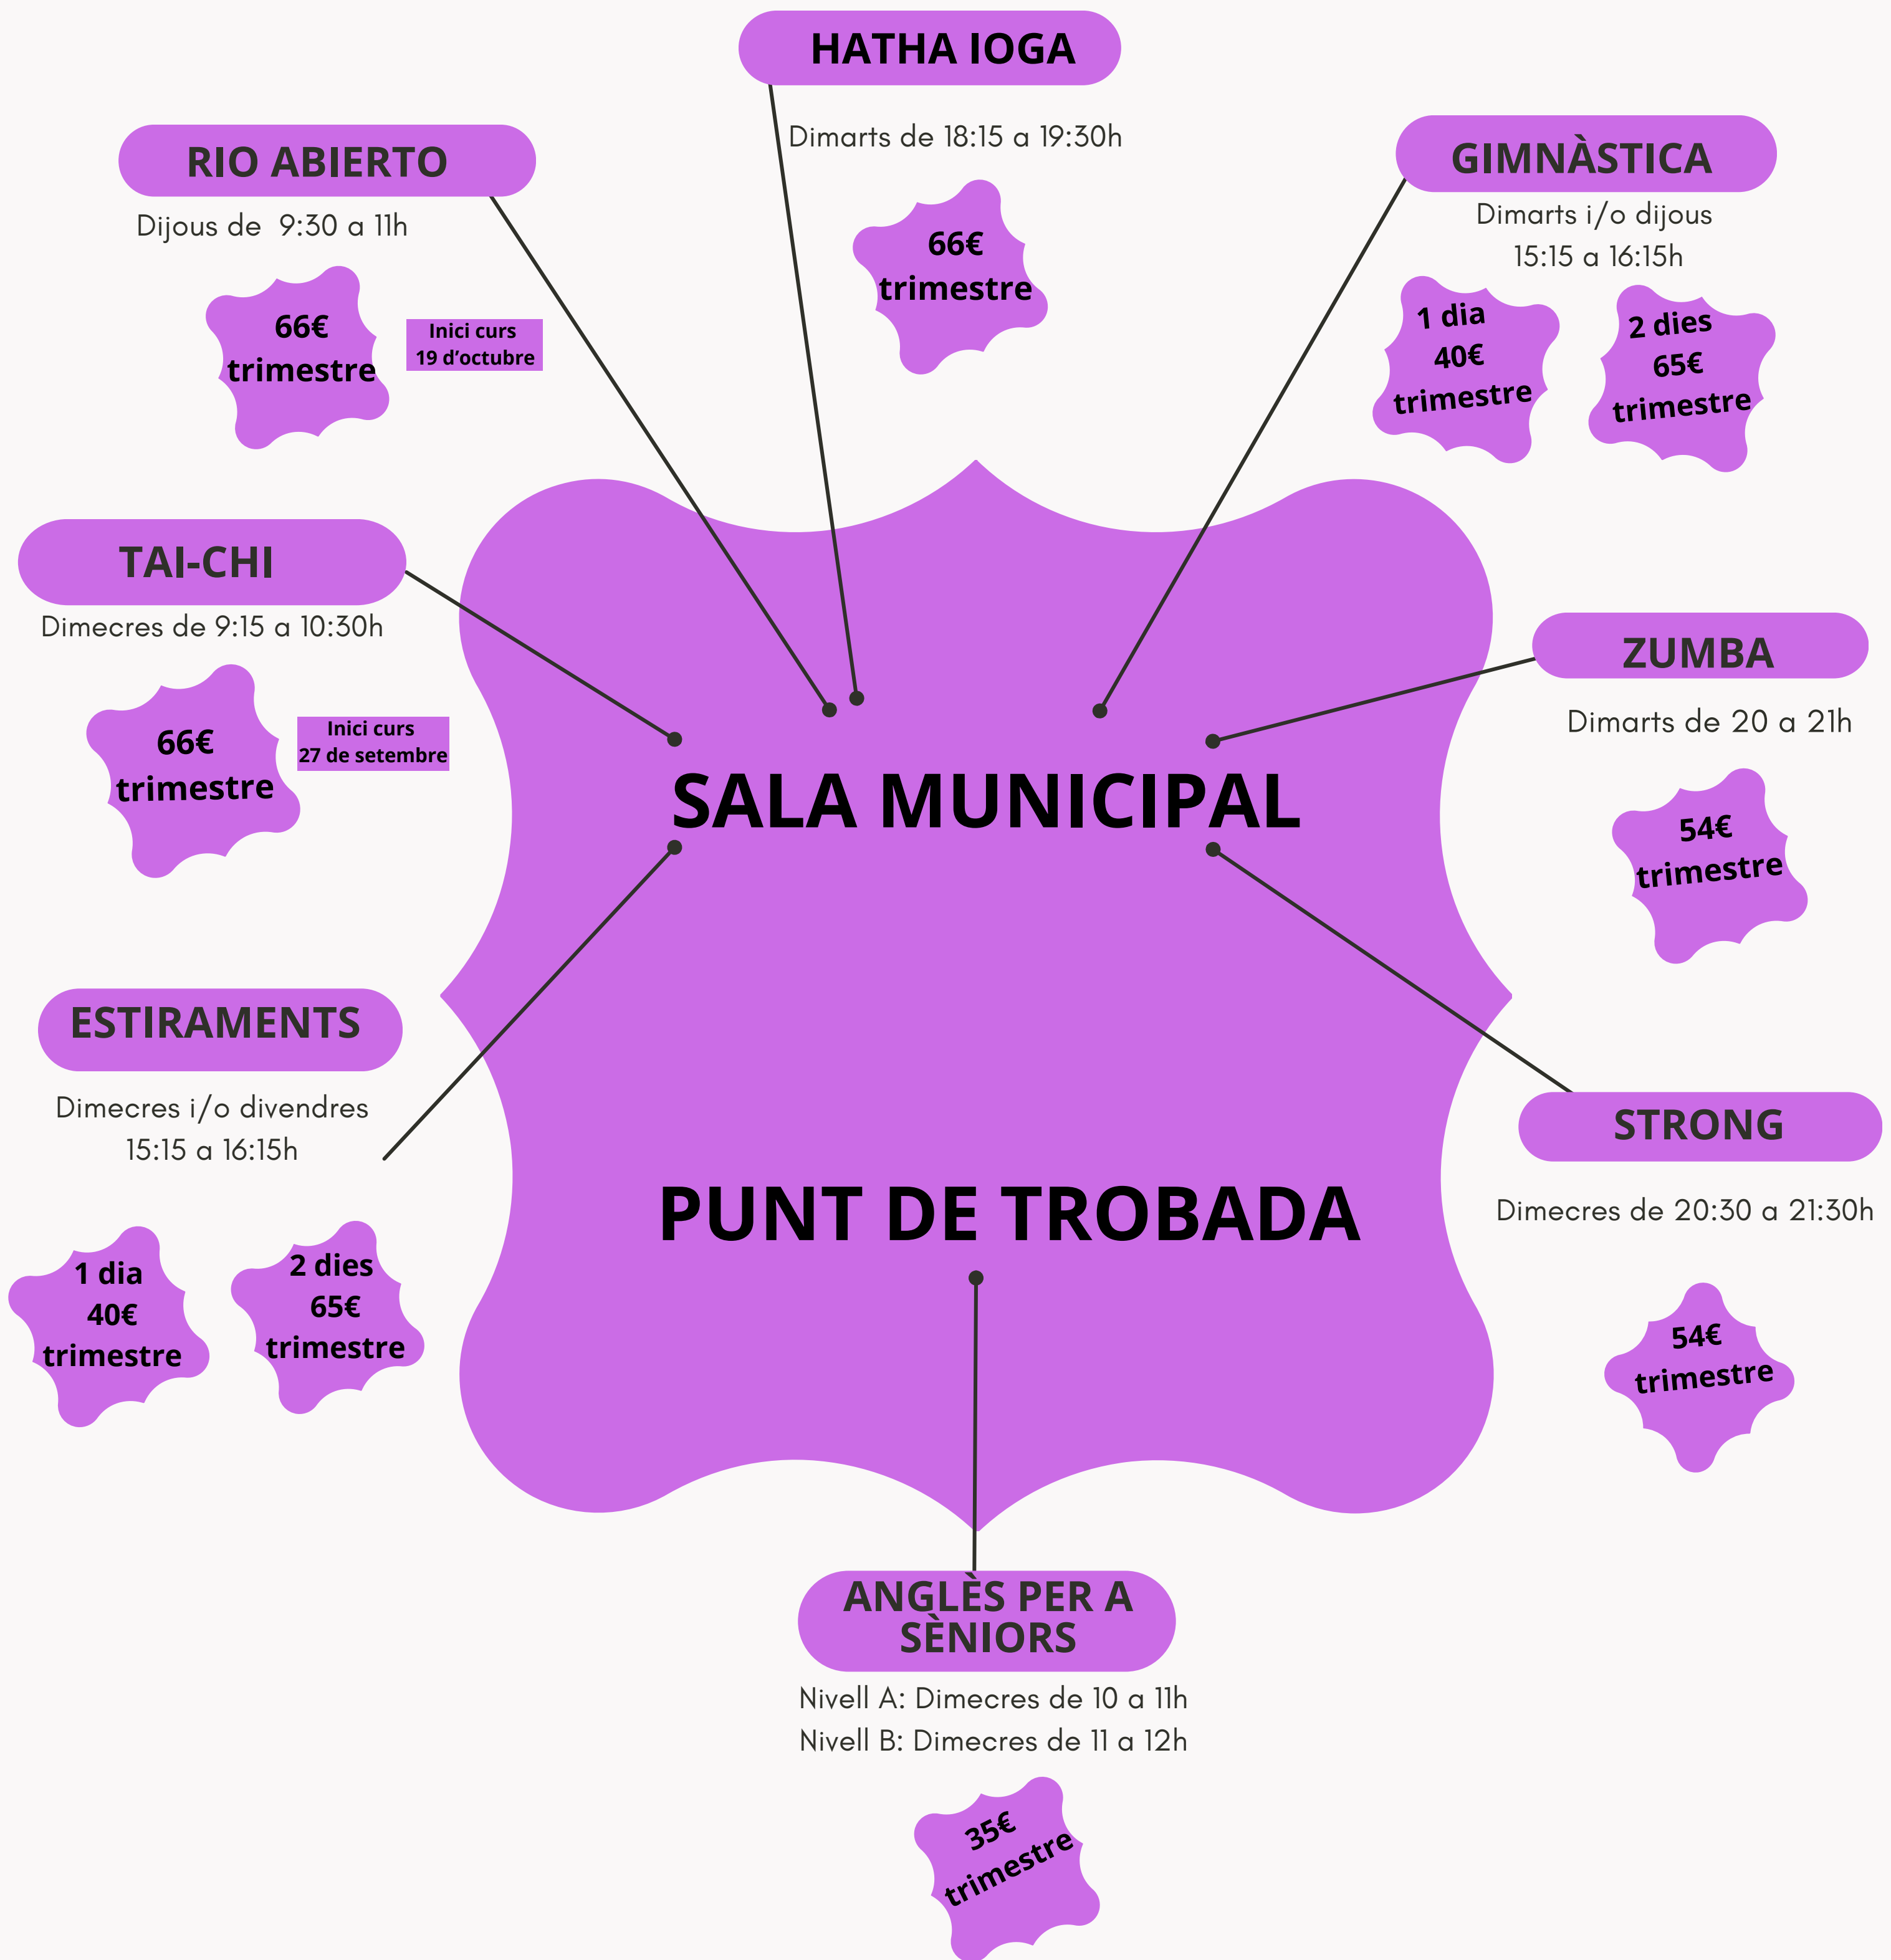 HATHA IOGA
Dimarts de 18:15 a 19:30h
66€
trimestre
RIO ABIERTO
Dijous de 9:30 a 11h
66€
trimestre
Inici curs
19 d'octubre
GIMNÀSTICA
Dimarts i/o dijous
15:15 a 16:15h
1 dia
40€
trimestre
2 dies
65€
trimestre
TAI-CHI
Dimecres de 9:15 a 10:30h
66€
trimestre
Inici curs
27 de setembre
ZUMBA
Dimarts de 20 a 21h
54€
trimestre
SALA MUNICIPAL
ESTIRAMENTS
Dimecres i/o divendres
15:15 a 16:15h
1 dia
40€
trimestre
2 dies
65€
trimestre
STRONG
Dimecres de 20:30 a 21:30h
54€
trimestre
PUNT DE TROBADA
ANGLÈS PER A
SÈNIORS
Nivell A: Dimecres de 10 a 11h
Nivell B: Dimecres de 11 a 12h
35€
trimestre